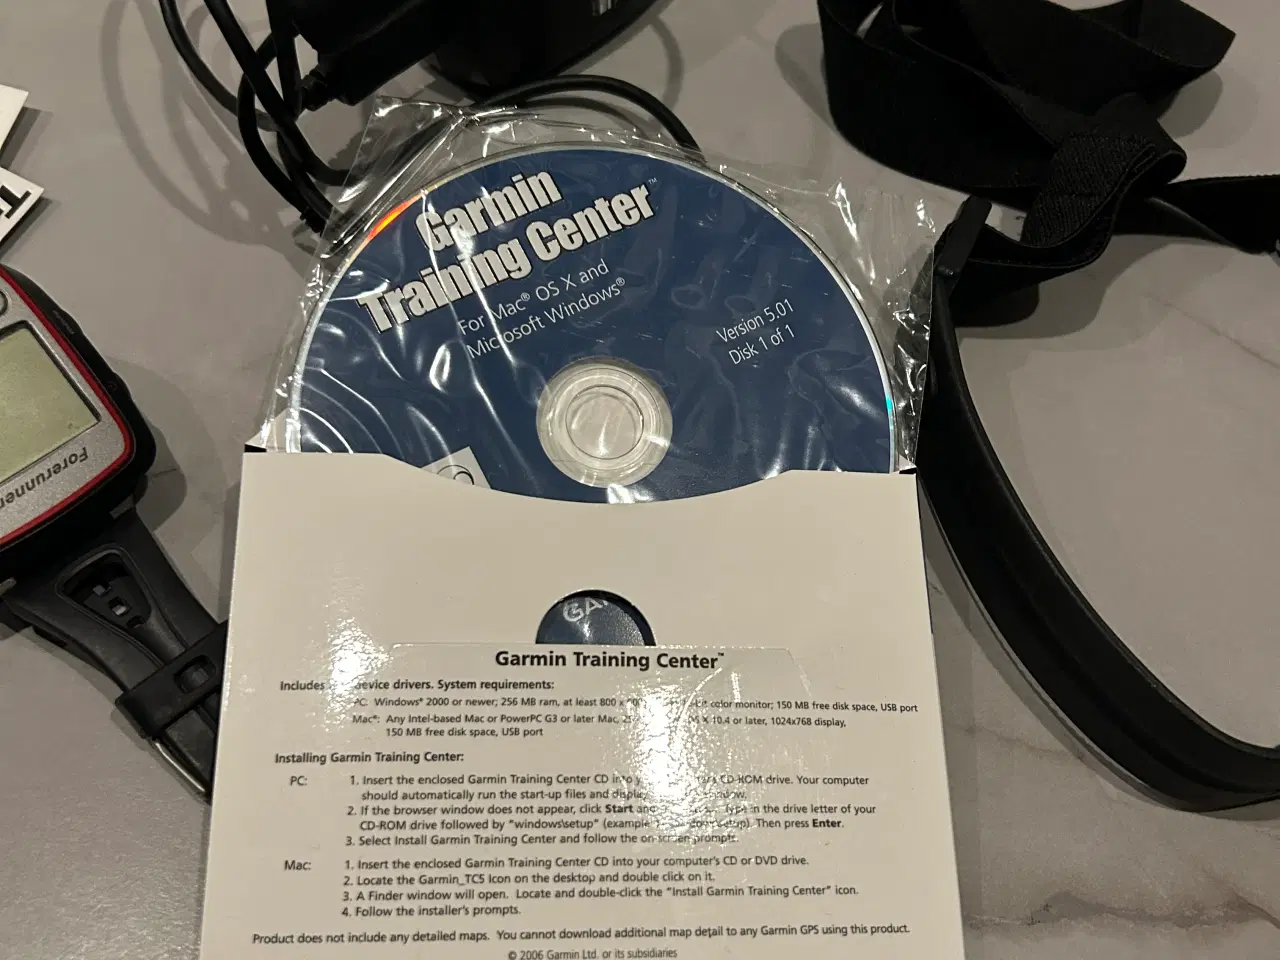 Garmin
Training Center™
For Mac® OS X and
Microsoft Windows®
Version 5.01
Disk 1 of 1
Forerunner
GA
Garmin Training Center™
Includes device drivers. System requirements:
PC: Windows® 2000 or newer; 256 MB ram, at least 800 x color monitor; 150 MB free disk space, USB port
Mac®: Any Intel-based Mac or PowerPC G3 or later Mac, X 10.4 or later, 1024x768 display,
150 MB free disk space, USB port
Installing Garmin Training Center:
PC: 1. Insert the enclosed Garmin Training Center CD into CD-ROM drive. Your computer
should automatically run the start-up files and
2. If the browser window does not appear, click Start Type in the drive letter of your
CD-ROM drive followed by "windows\setup" (example Then press Enter.
3. Select Install Garmin Training Center and follow the on-screen prompts.
Mac: 1. Insert the enclosed Garmin Training Center CD into your computer's CD or DVD drive.
2. Locate the Garmin_TC5 Icon on the desktop and double click on it.
3. A Finder window will open. Locate and double-click the "Install Garmin Training Center" icon.
4. Follow the installer's prompts.
Product does not include any detailed maps. You cannot download additional map detail to any Garmin GPS using this product.
© 2006 Garmin Ltd. or its subsidiaries